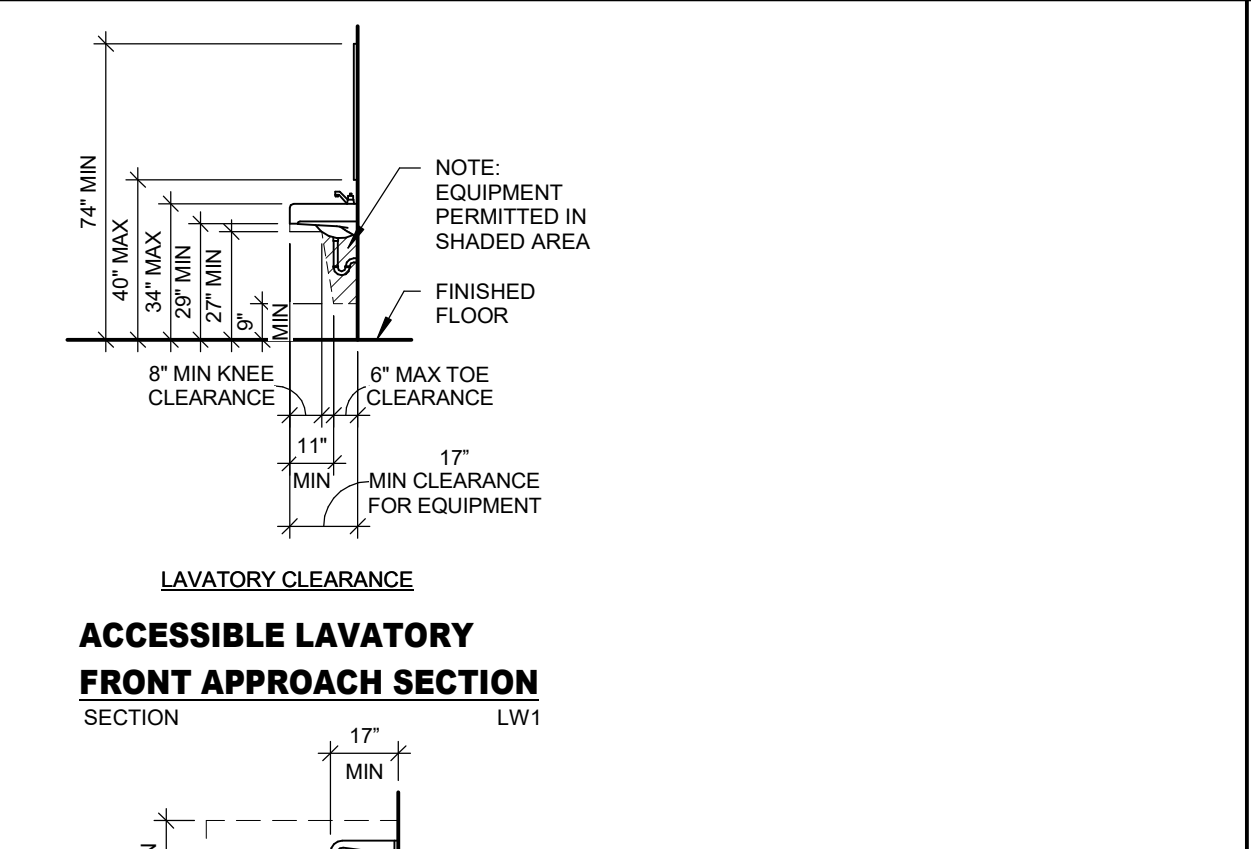 74" MIN
40" MAX
34" MAX
29" MIN
27" MIN
9"
MIN
NOTE:
EQUIPMENT
PERMITTED IN
SHADED AREA
FINISHED
FLOOR
8" MIN KNEE
CLEARANCE
6" MAX TOE
CLEARANCE
11"
MIN
17”
MIN CLEARANCE
FOR EQUIPMENT
LAVATORY CLEARANCE
ACCESSIBLE LAVATORY
FRONT APPROACH SECTION
SECTION LW1
17”
MIN